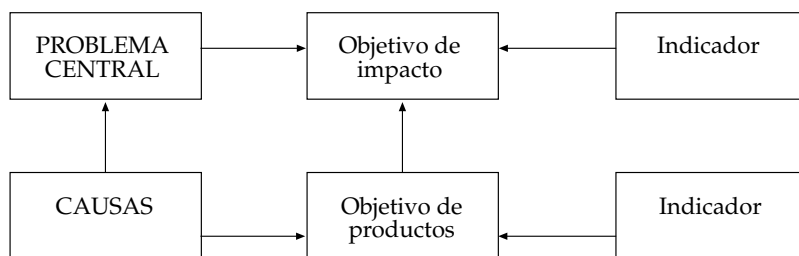 PROBLEMA
CENTRAL
Objetivo de
impacto
Indicador
CAUSAS
Objetivo de
productos
Indicador